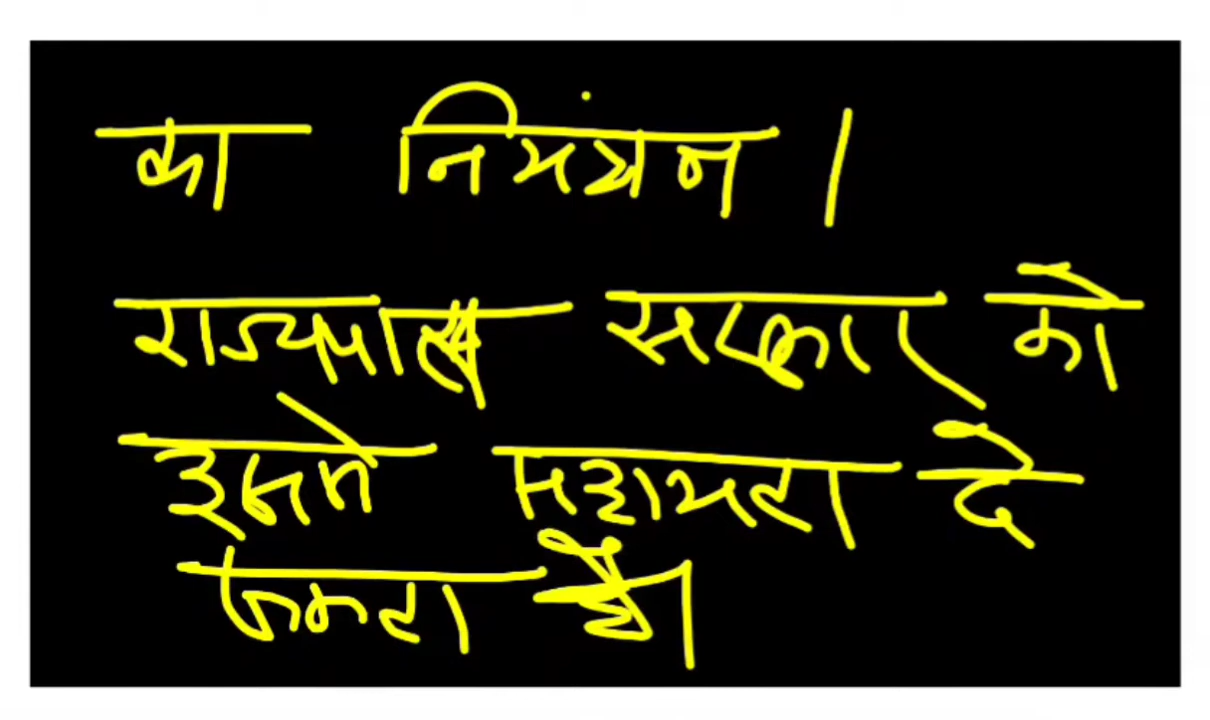 का नियंत्रण।
राज्यपाल सरकार को
इसमे सहायता दे
सकता है।